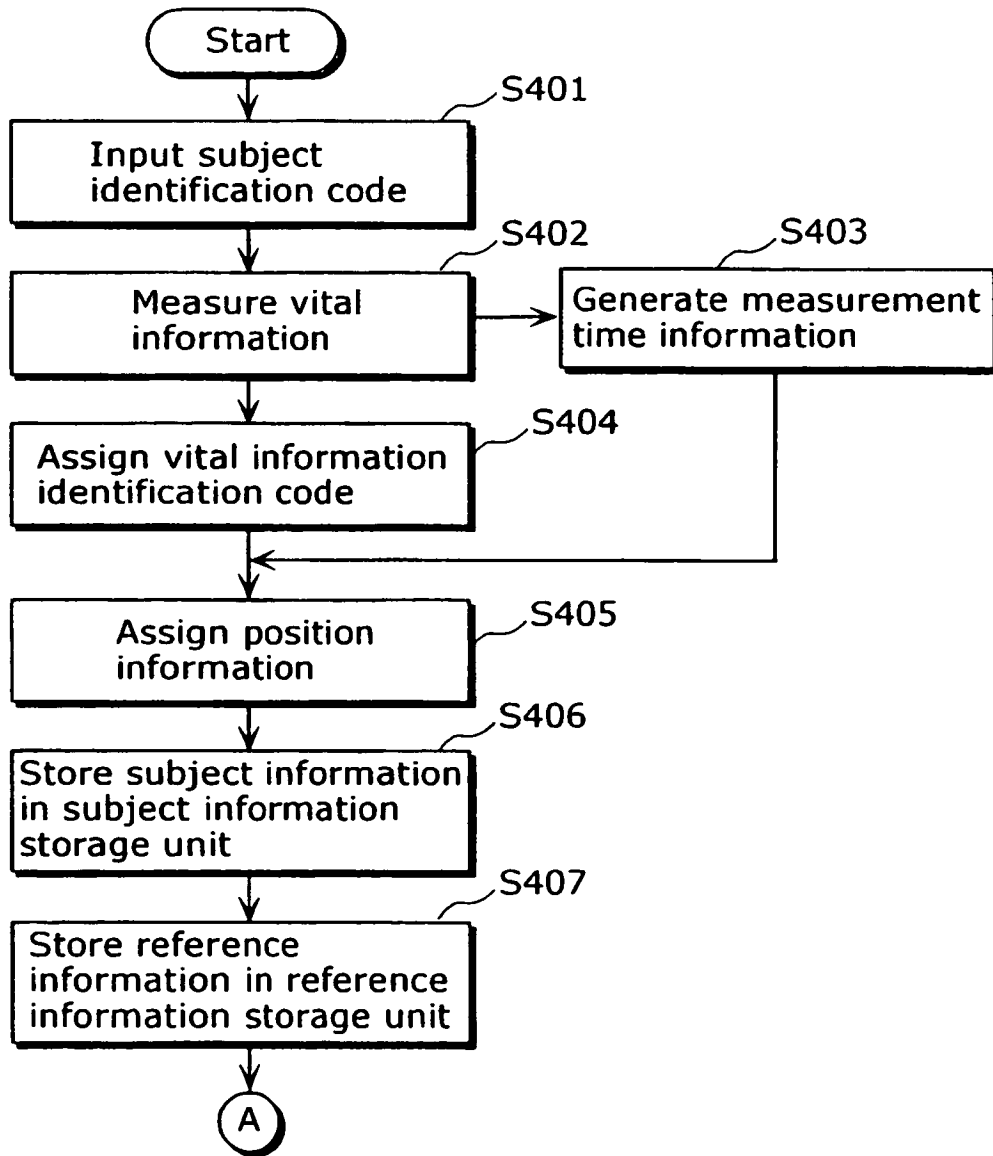 Start
S401
Input subject
identification code
S402
Measure vital
information
S403
Generate measurement
time information
S404
Assign vital information
identification code
S405
Assign position
information
S406
Store subject information
in subject information
storage unit
S407
Store reference
information in reference
information storage unit
A